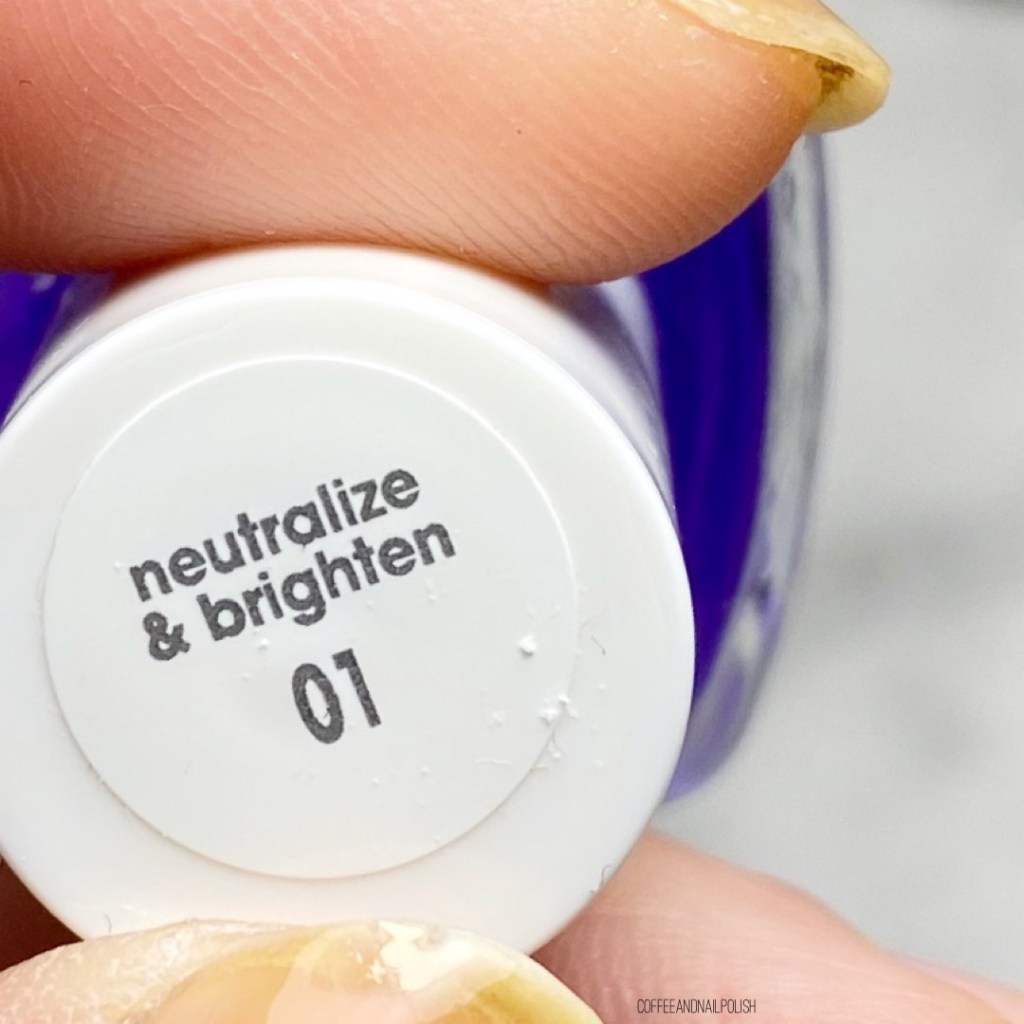 neutralize
& brighten
01
COFFEEANDNAILPOLISH